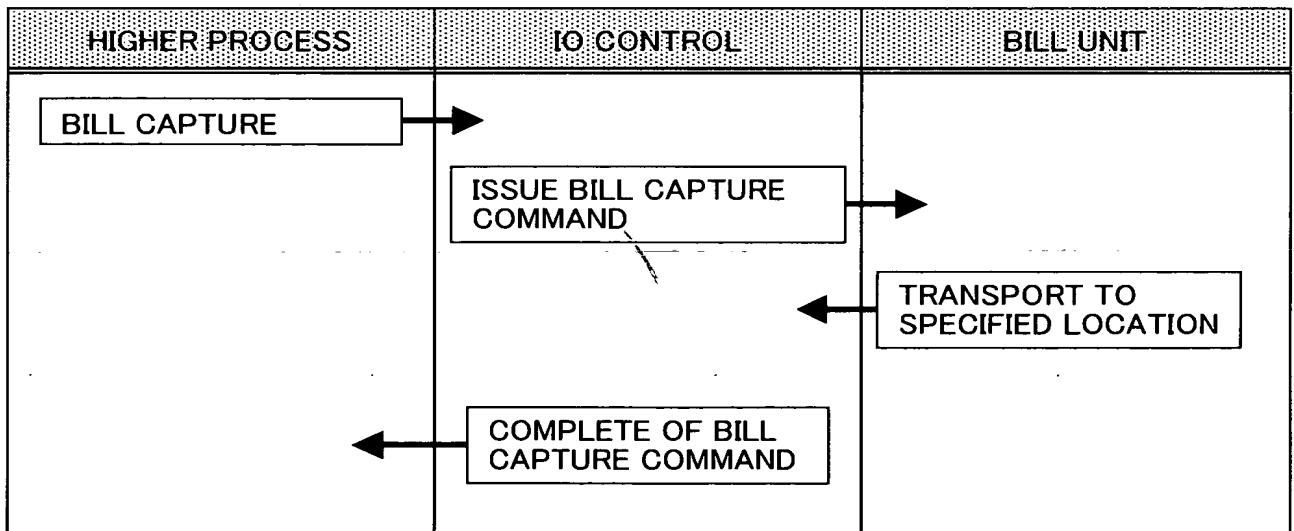 HIGHER PROCESS
IO CONTROL
BILL UNIT
BILL CAPTURE
ISSUE BILL CAPTURE
COMMAND
TRANSPORT TO
SPECIFIED LOCATION
COMPLETE OF BILL
CAPTURE COMMAND